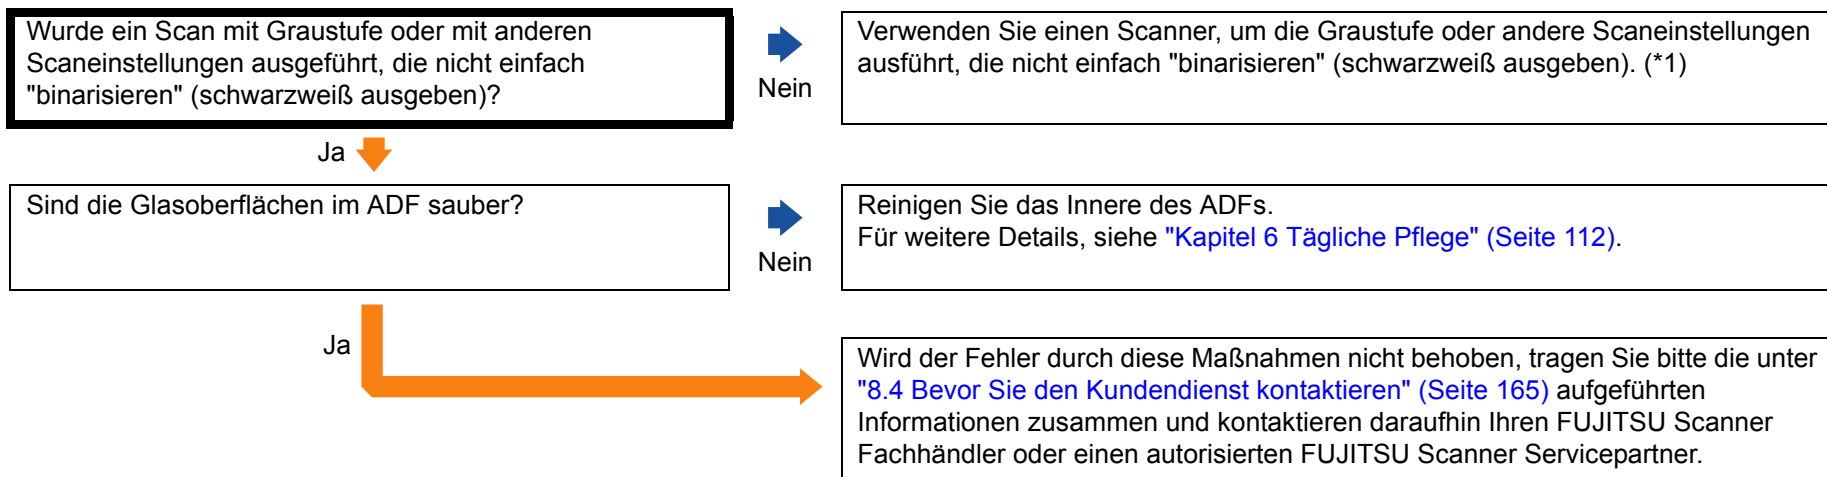 Wurde ein Scan mit Graustufe oder mit anderen
Scaneinstellungen ausgeführt, die nicht einfach
"binarisieren" (schwarzweiß ausgeben)?
Nein
Verwenden Sie einen Scanner, um die Graustufe oder andere Scaneinstellungen
ausführt, die nicht einfach "binarisieren" (schwarzweiß ausgeben). (*1)
Ja
Sind die Glasoberflächen im ADF sauber?
Nein
Reinigen Sie das Innere des ADFs.
Für weitere Details, siehe "Kapitel 6 Tägliche Pflege" (Seite 112).
Ja
Wird der Fehler durch diese Maßnahmen nicht behoben, tragen Sie bitte die unter
"8.4 Bevor Sie den Kundendienst kontaktieren" (Seite 165) aufgeführten
Informationen zusammen und kontaktieren daraufhin Ihren FUJITSU Scanner
Fachhändler oder einen autorisierten FUJITSU Scanner Servicepartner.